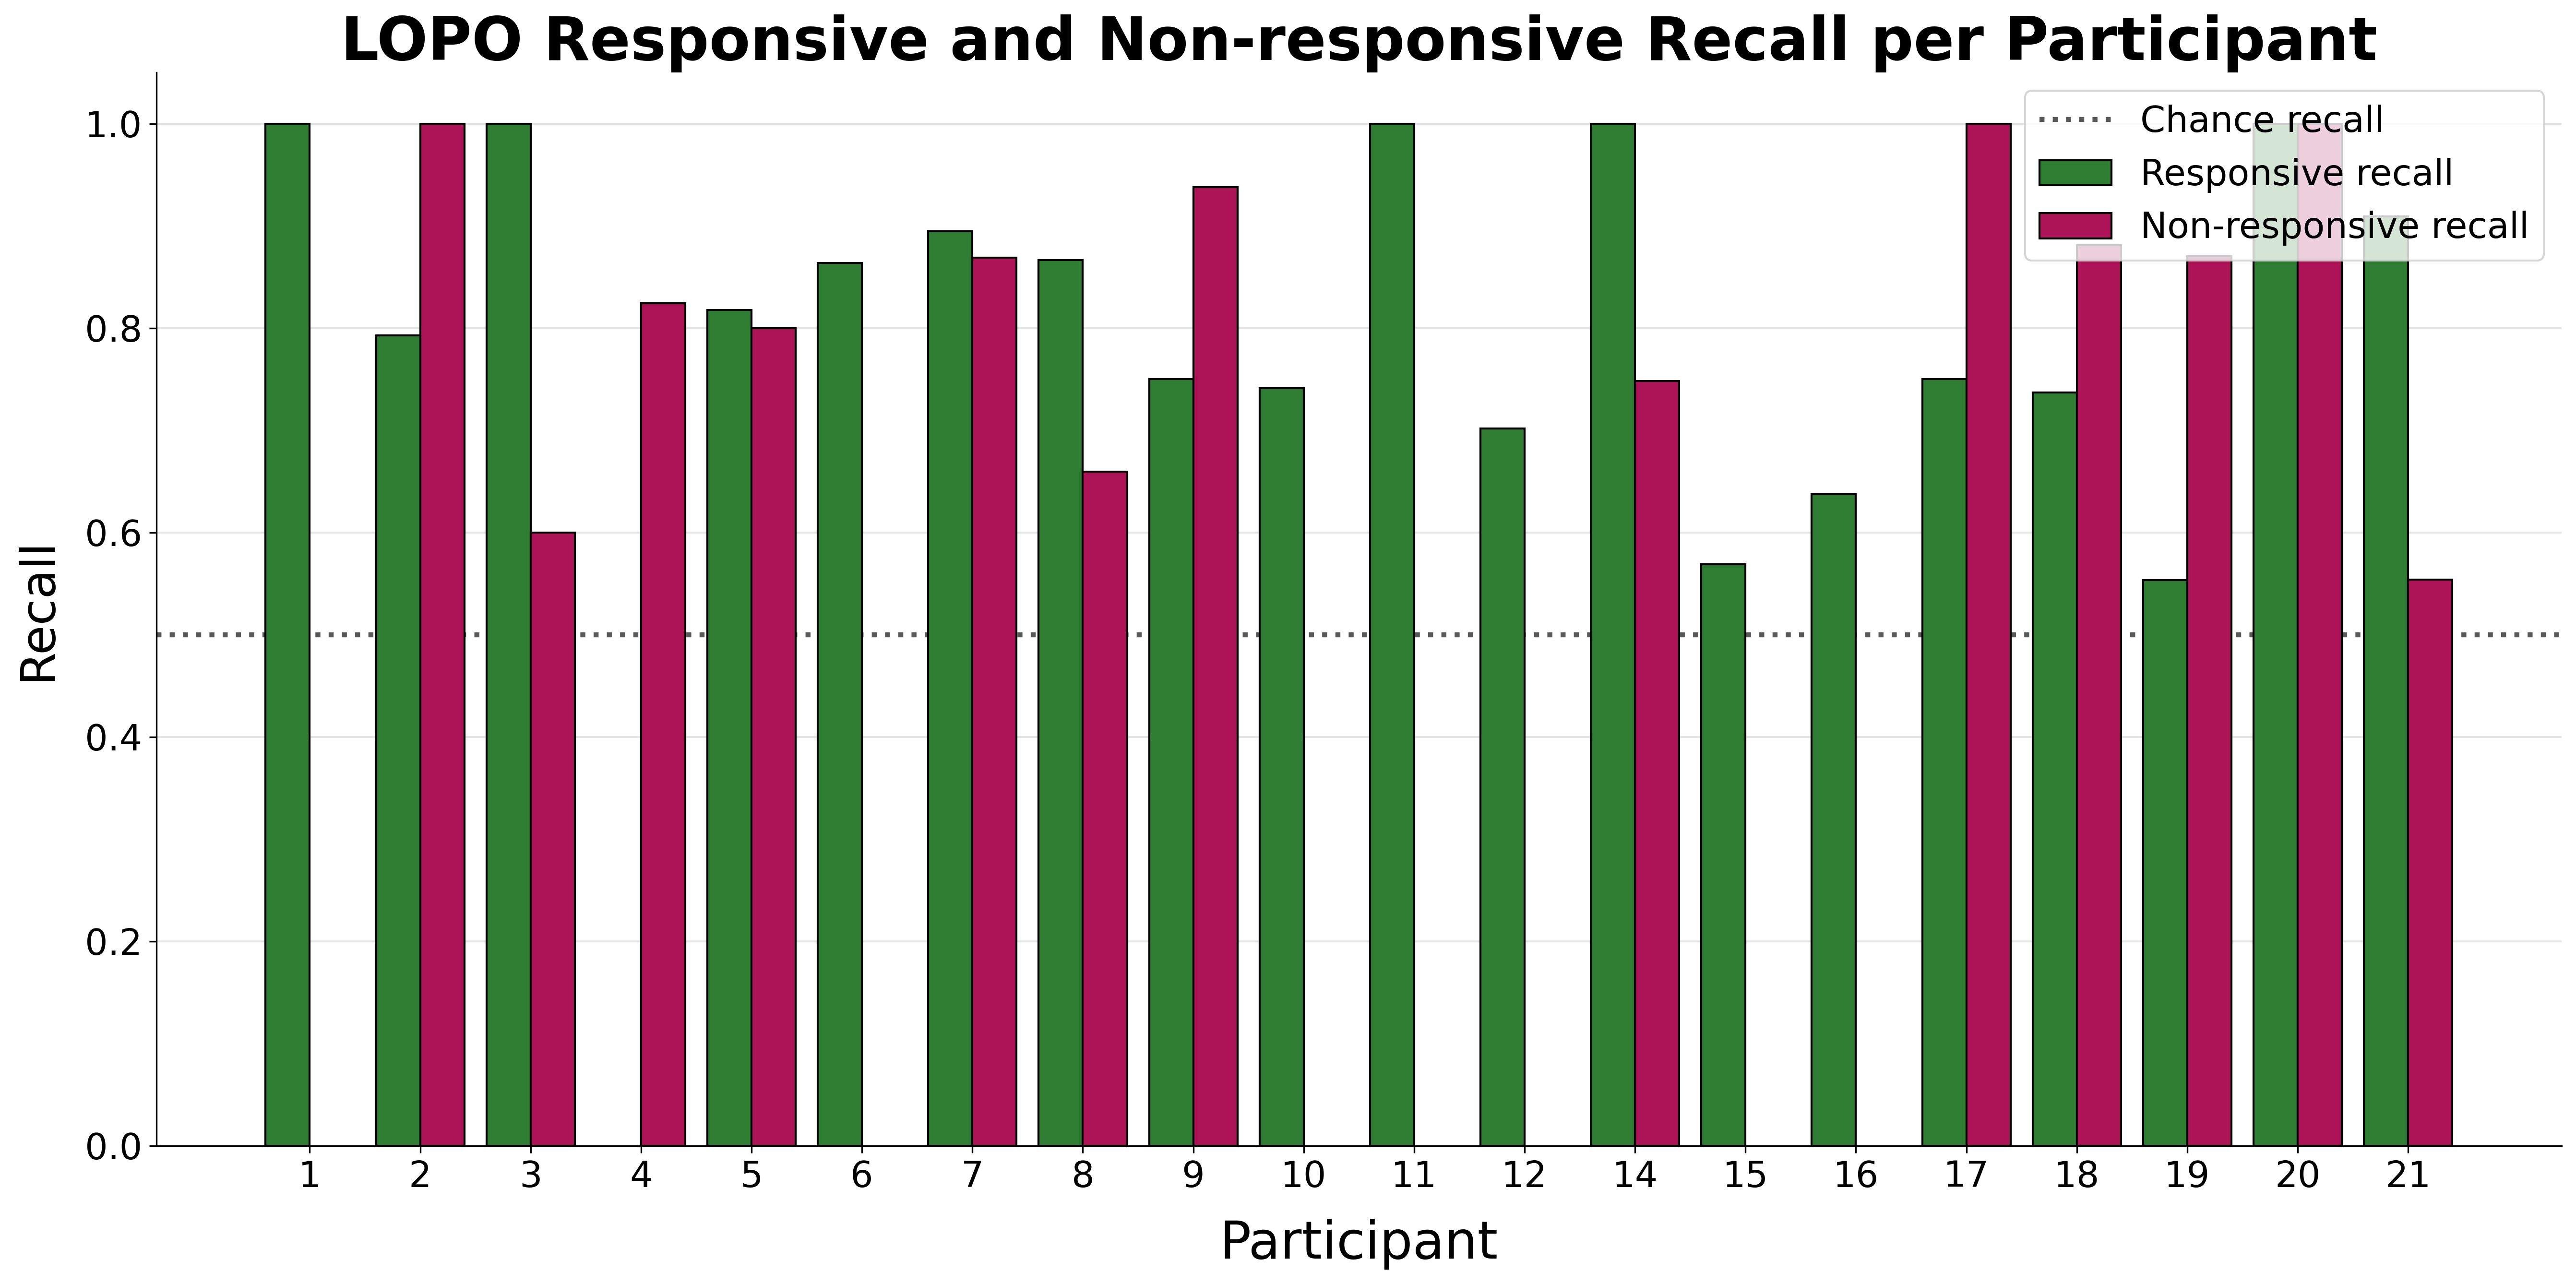 LOPO Responsive and Non-responsive Recall per Participant
Chance recall
Responsive recall
Non-responsive recall
Recall
1.0
0.8
0.6
0.4
0.2
0.0
1 2 3 4 5 6 7 8 9 10 11 12 14 15 16 17 18 19 20 21
Participant